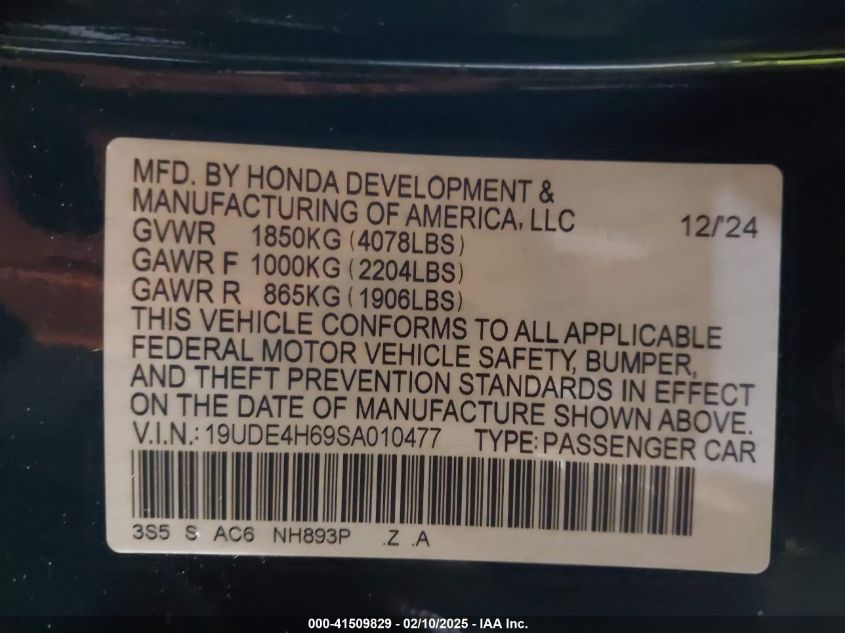 MFD. BY HONDA DEVELOPMENT &
MANUFACTURING OF AMERICA, LLC 12/'24
GVWR 1850KG (4078LBS)
GAWR F 1000KG (2204LBS)
GAWR R 865KG (1906LBS)
THIS VEHICLE CONFORMS TO ALL APPLICABLE
FEDERAL MOTOR VEHICLE SAFETY, BUMPER,
AND THEFT PREVENTION STANDARDS IN EFFECT
ON THE DATE OF MANUFACTURE SHOWN ABOVE.
V.I.N.: 19UDE4H69SA010477 TYPE: PASSENGER CAR
3S5 S AC6 NH893P .Z .A
000-41509829 - 02/10/2025 - IAA Inc.